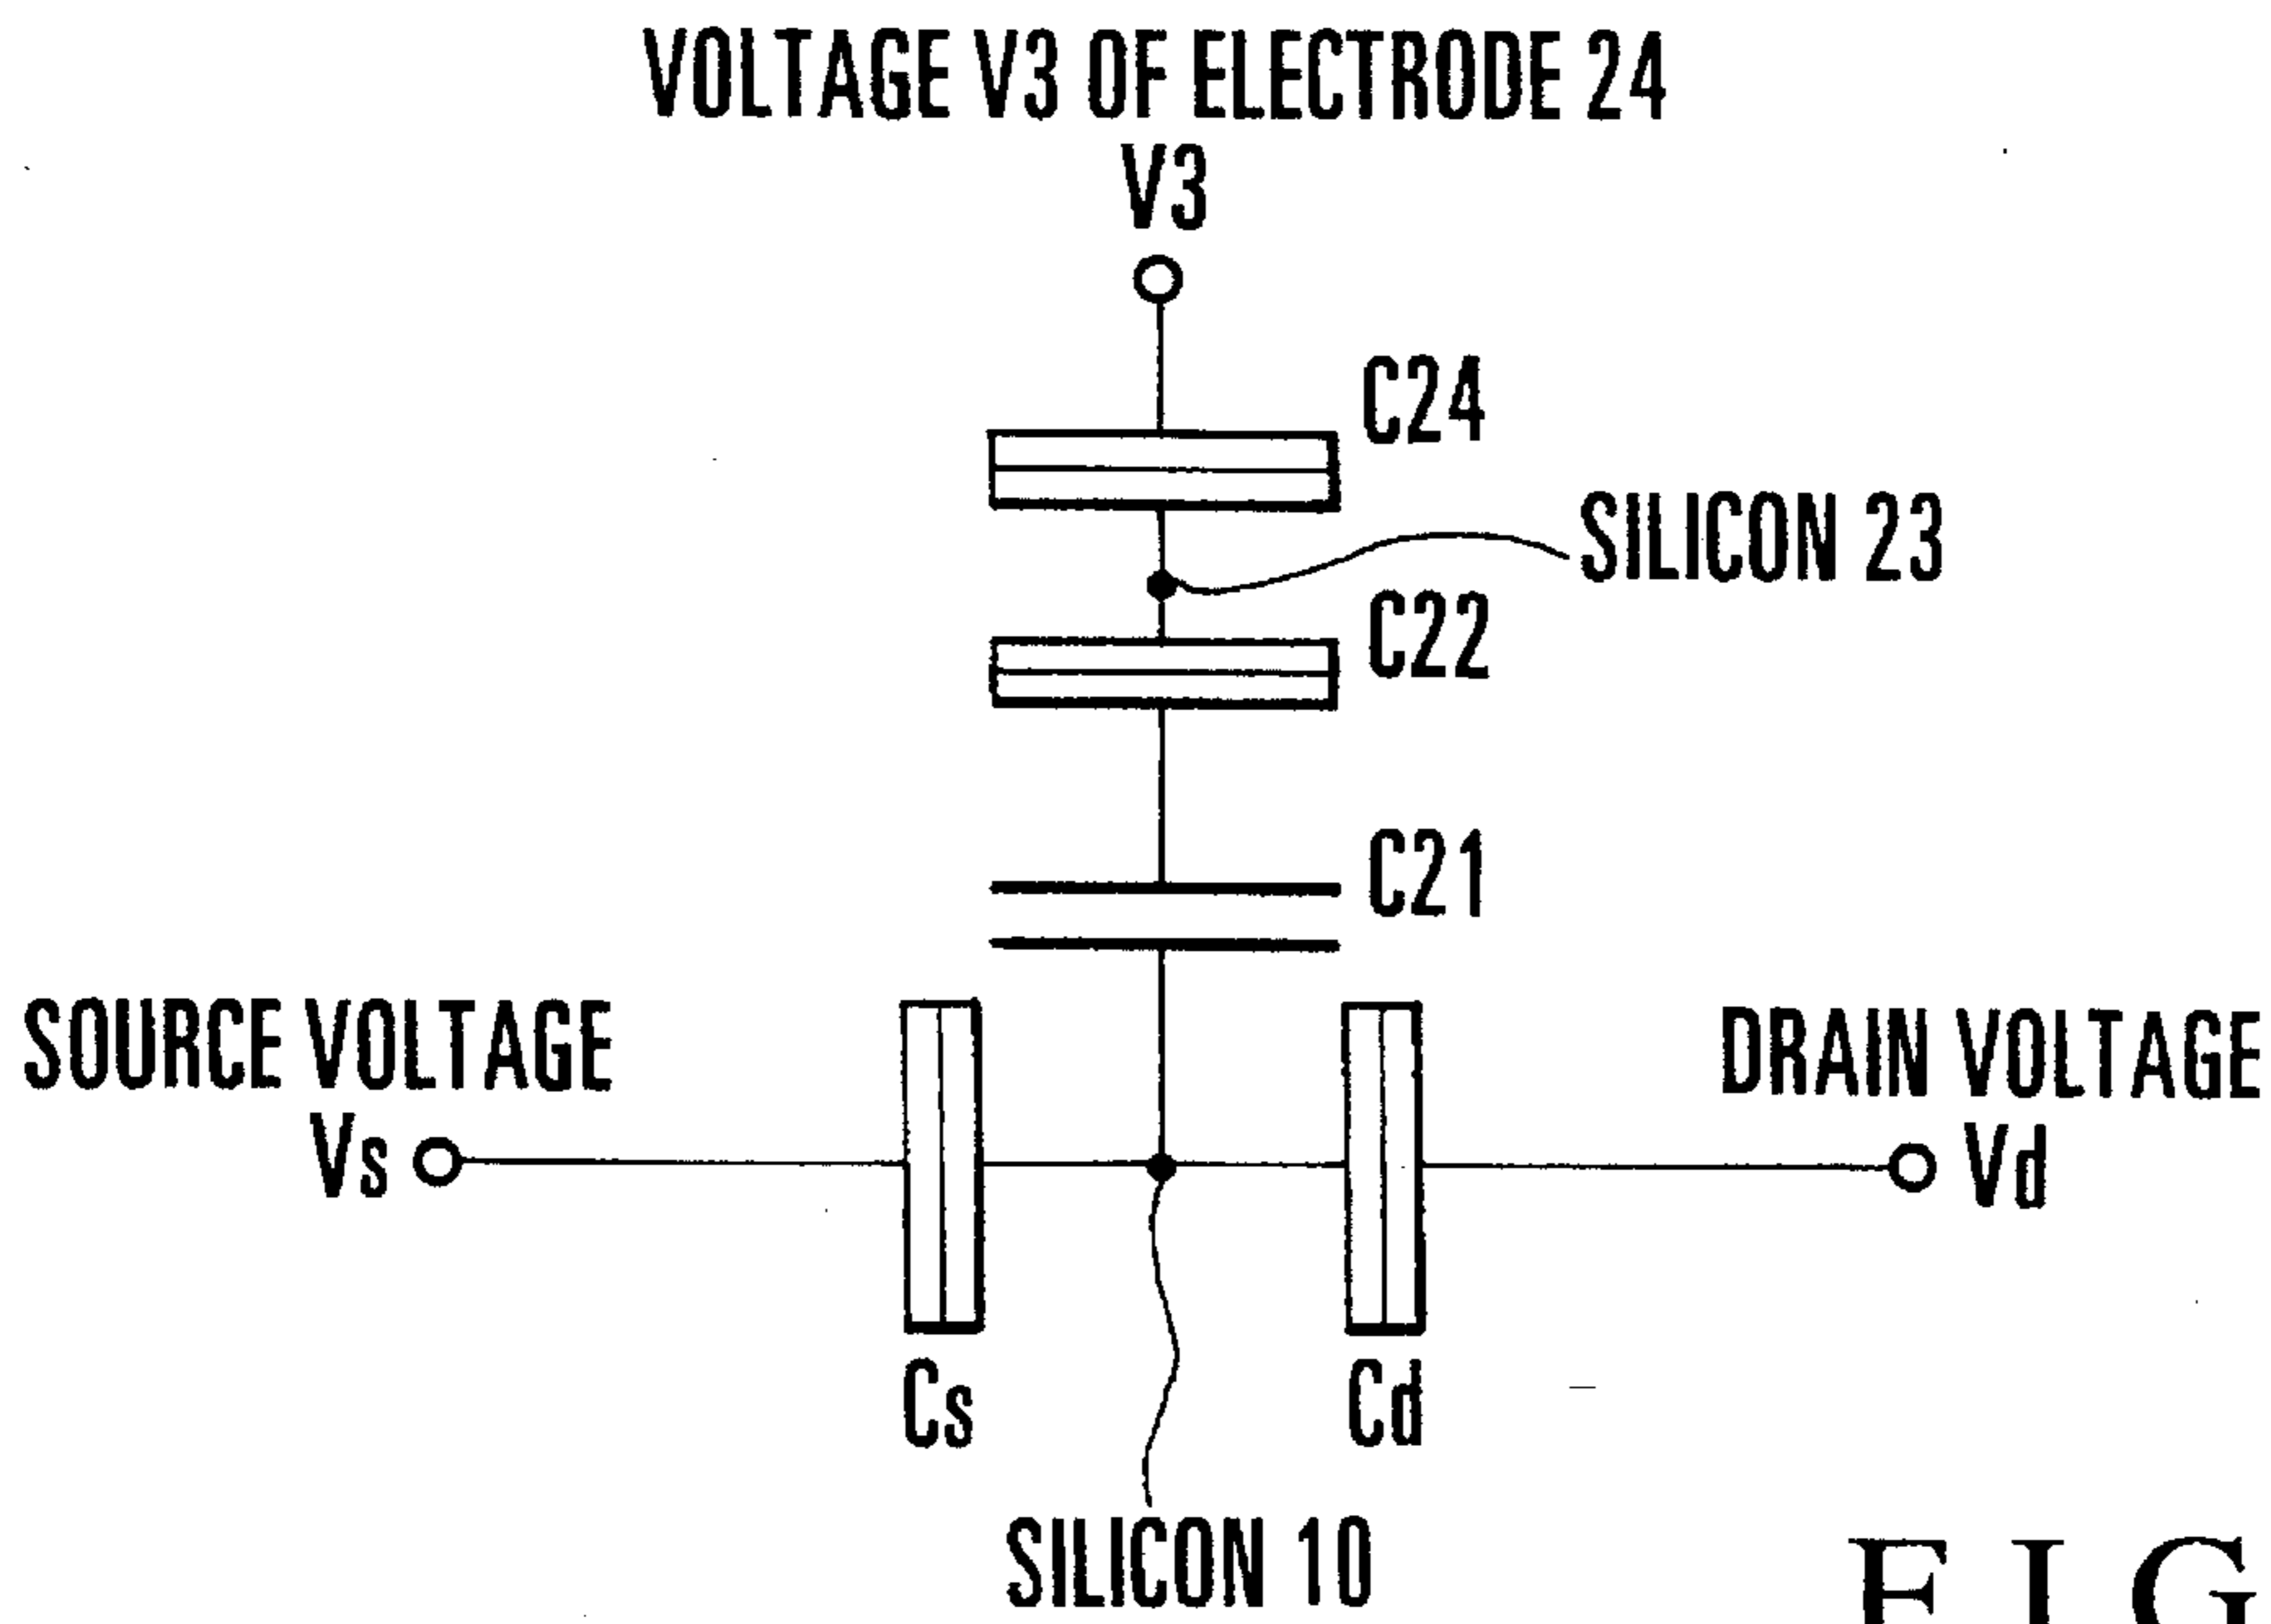 VOLTAGE V3 OF ELECTRODE 24
V3
C24
SILICON 23
C22
C21
SOURCE VOLTAGE
Vs
DRAIN VOLTAGE
Vd
Cs
Cd
SILICON 10
FIG